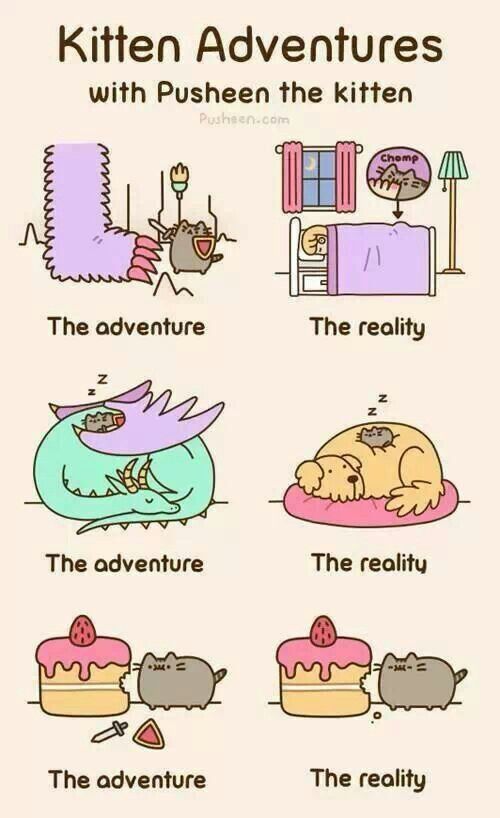 Kitten Adventures
with Pusheen the kitten
Pusheen.com
Chomp
The adventure
The reality
z
z
z
z
The adventure
The reality
The adventure
The reality